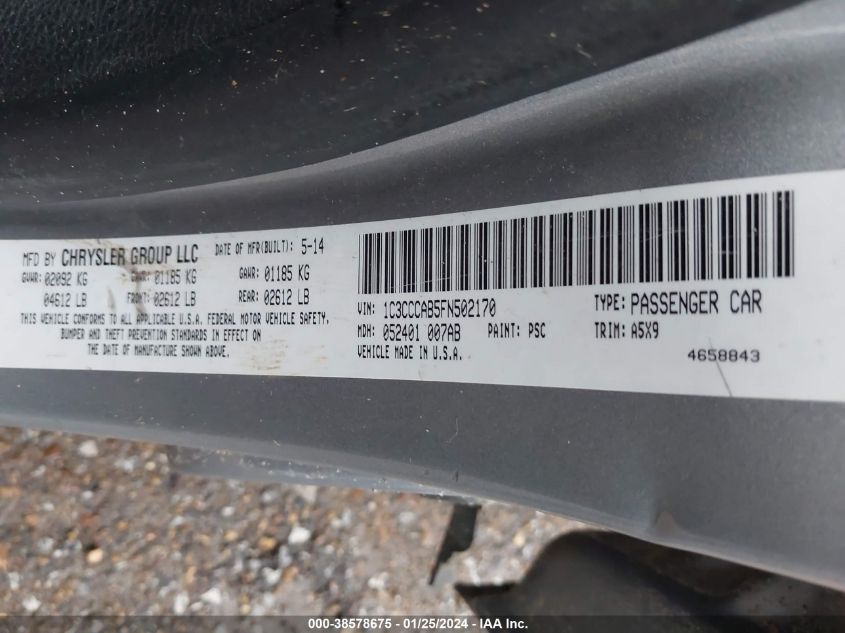 MFD BY CHRYSLER GROUP LLC DATE OF MFR(BUILT): 5-14
GVWR: 02092 KG GAWR: 01185 KG GAWR: 01185 KG
04612 LB FRONT: 02612 LB REAR: 02612 LB
THIS VEHICLE CONFORMS TO ALL APPLICABLE U.S.A. FEDERAL MOTOR VEHICLE SAFETY,
BUMPER AND THEFT PREVENTION STANDARDS IN EFFECT ON
THE DATE OF MANUFACTURE SHOWN ABOVE.
VIN: 1C3CCCAB5FN502170 TYPE: PASSENGER CAR
MDH: 052401 007AB PAINT: PSC TRIM: A5X9
VEHICLE MADE IN U.S.A. 4658843
000-38578675 - 01/25/2024 - IAA Inc.